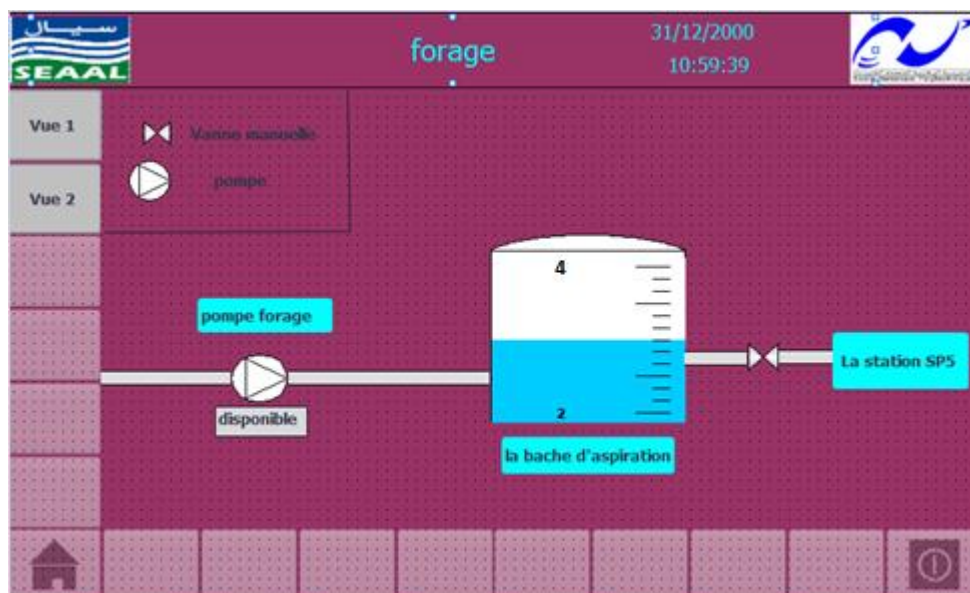 سيال
SEAAL
forage
31/12/2000
10:59:39
Vue 1
Vue 2
Vanne manuelle
pompe
4
2
pompe forage
disponible
La station SP5
la bache d'aspiration